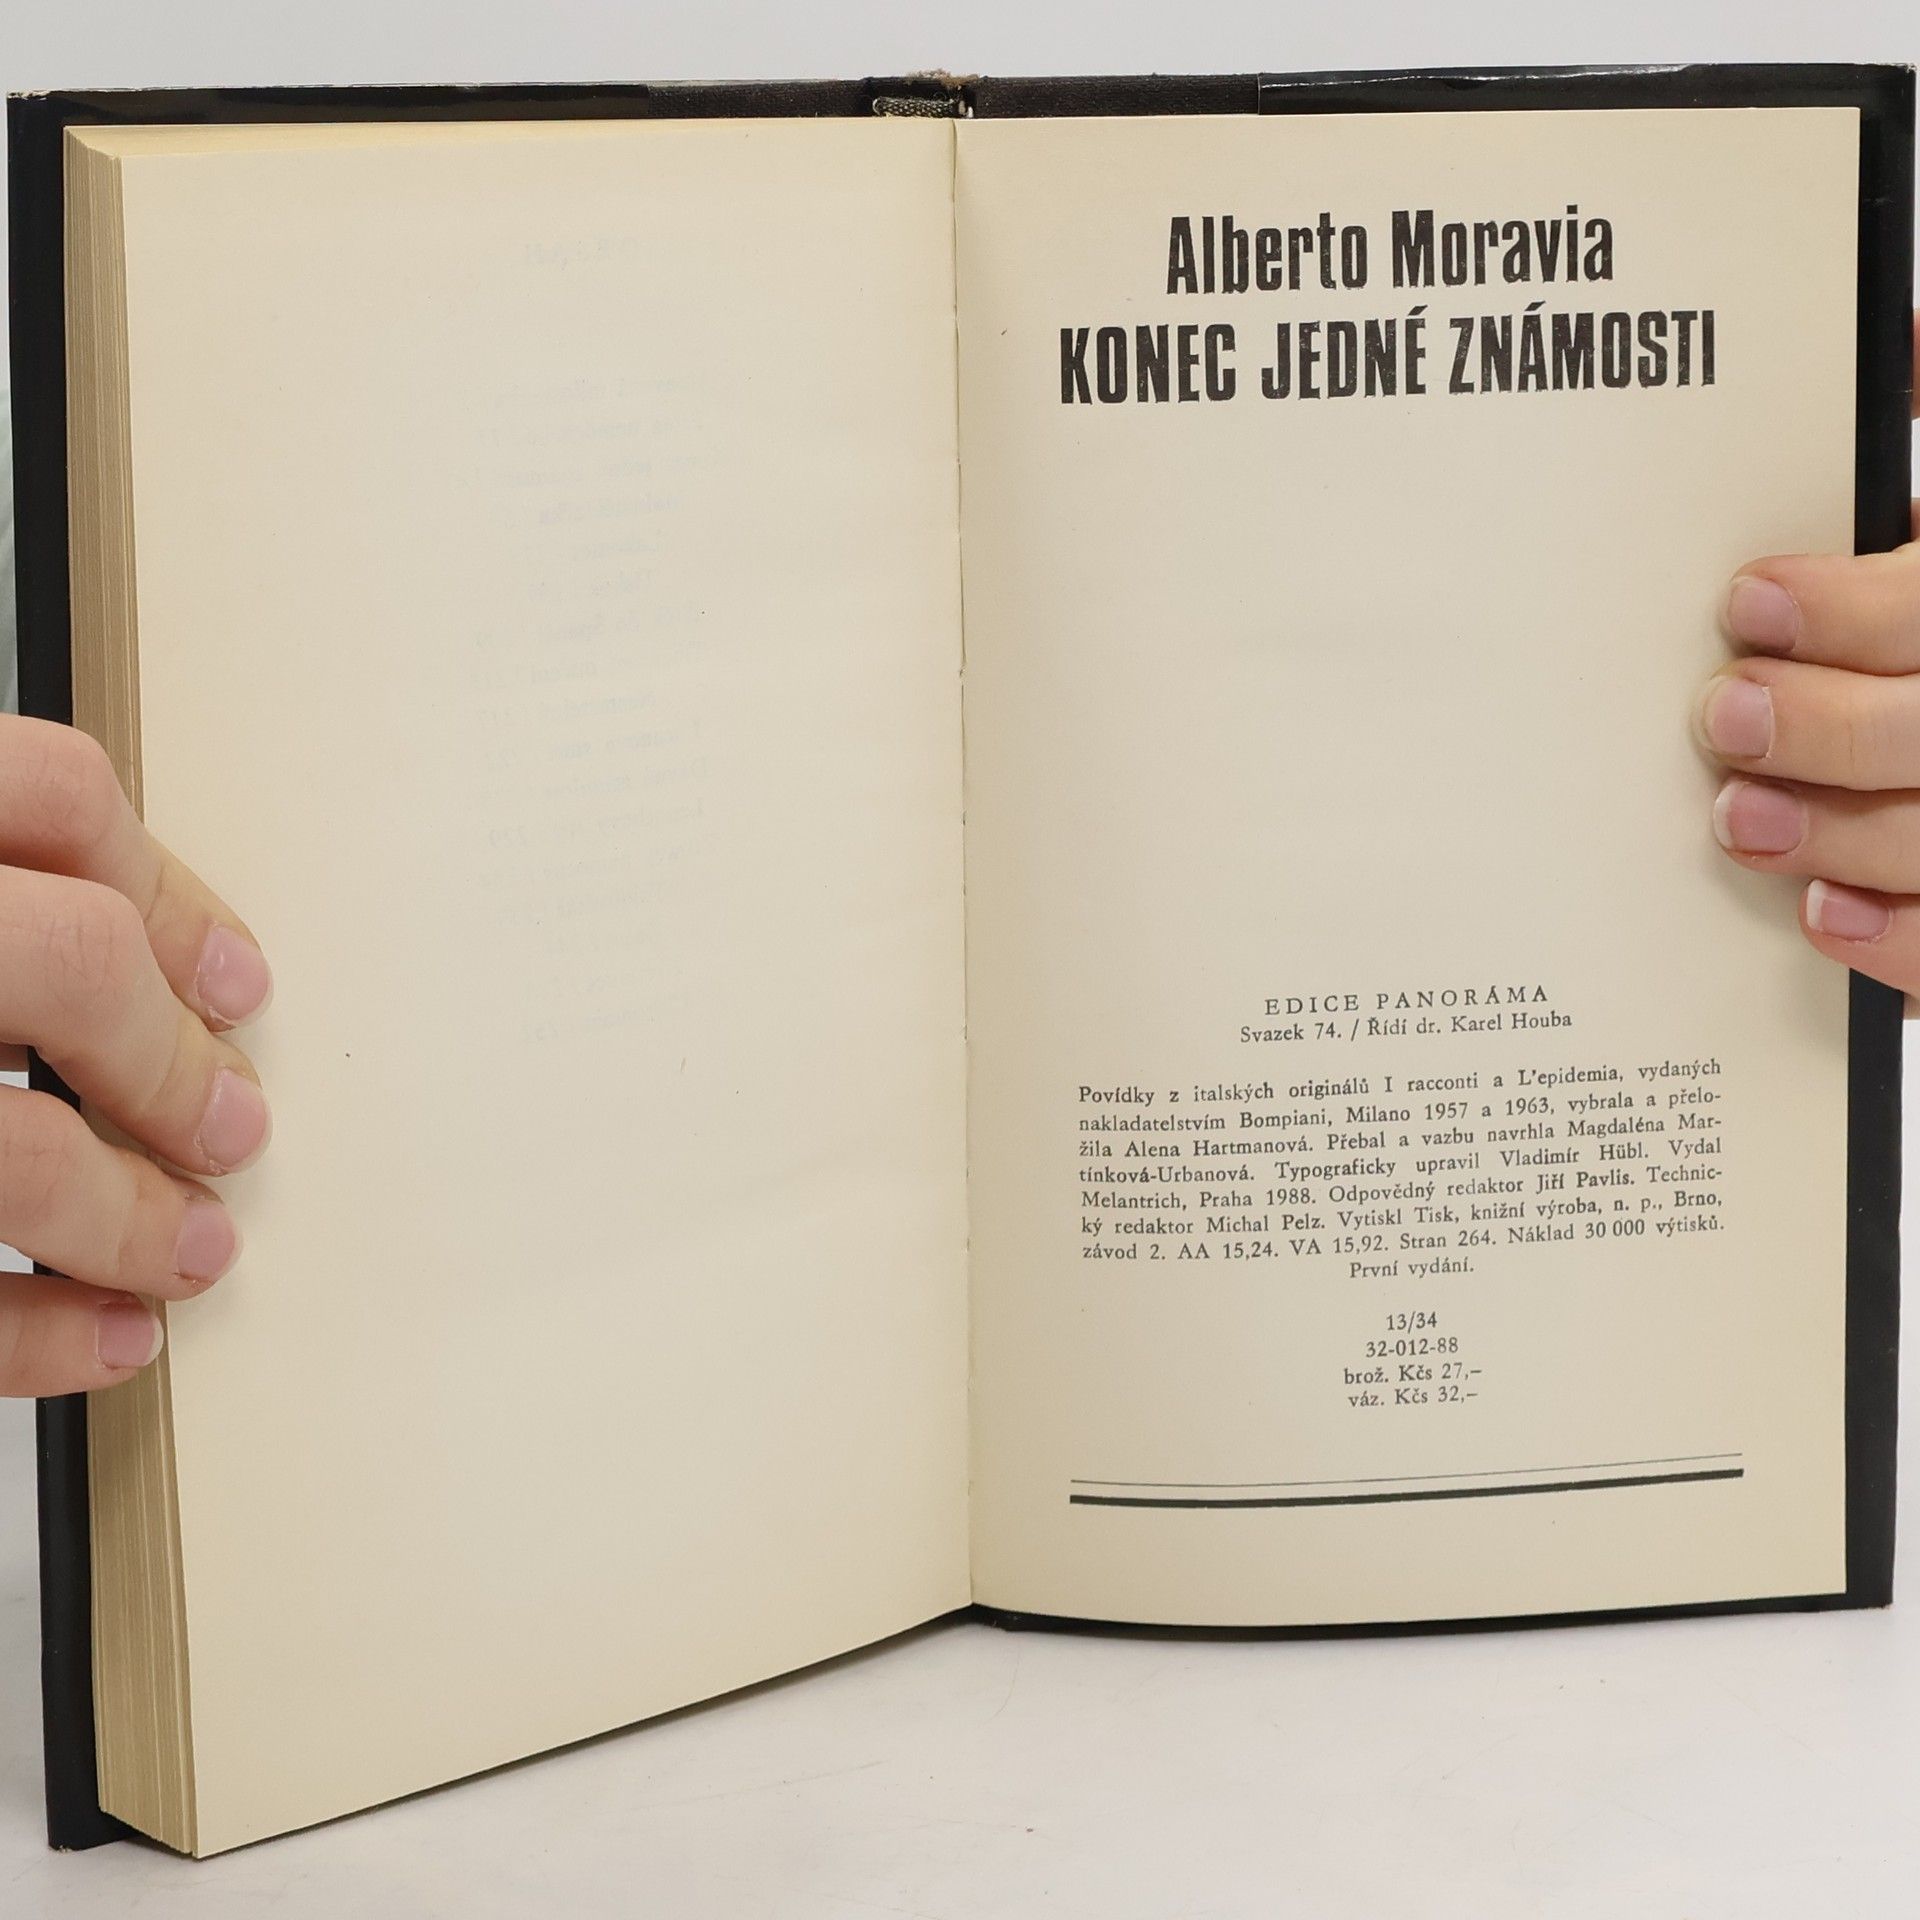 Alberto Moravia
KONEC JEDNÉ ZNÁMOSTI
EDICE PANORÁMA
Svazek 74. / Řídí dr. Karel Houba
Povídky z italských originálů I racconti a L'epidemia, vydaných
nakladatelstvím Bompiani, Milano 1957 a 1963, vybrala a přelo-
žila Alena Hartmanová. Přebal a vazbu navrhla Magdaléna Mar-
tínková-Urbanová. Typograficky upravil Vladimír Hübl. Vydal
Melantrich, Praha 1988. Odpovědný redaktor Jiří Pavlis. Technic-
ký redaktor Michal Pelz. Vytiskl Tisk, knižní výroba, n. p., Brno,
závod 2. AA 15,24. VA 15,92. Stran 264. Náklad 30 000 výtisků.
První vydání.
13/34
32-012-88
brož. Kčs 27,–
váz. Kčs 32,–